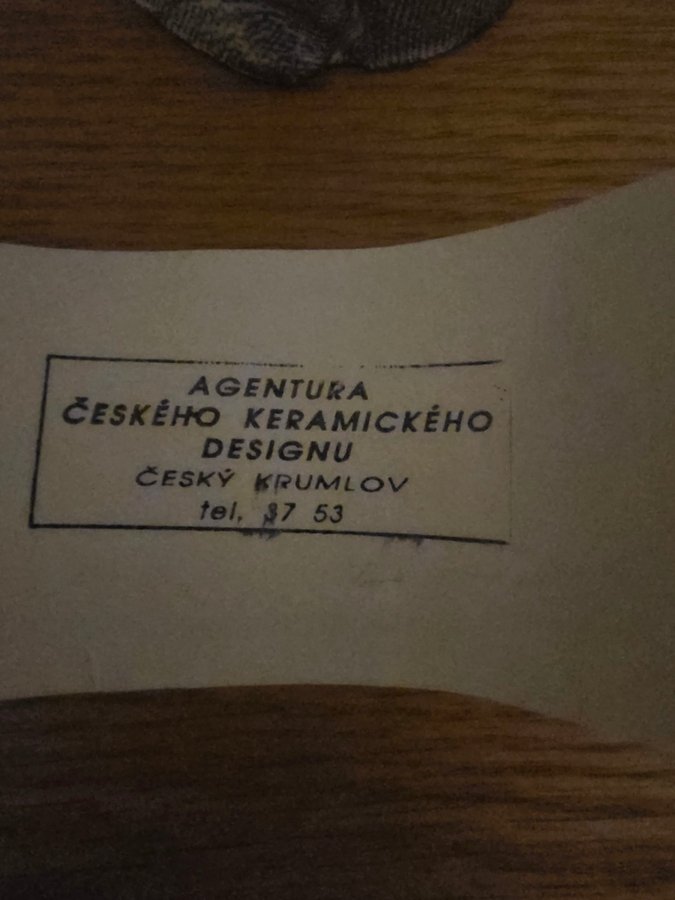 AGENTURA
ČESKÉHO KERAMICKÉHO
DESIGNU
ČESKÝ KRUMLOV
tel. 37 53